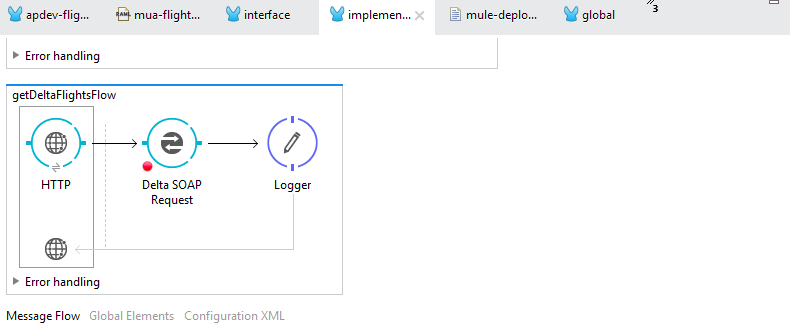 apdev-flig...
mua-flight...
interface
implemen...
mule-deplo...
global
3
Error handling
getDeltaFlightsFlow
HTTP
Delta SOAP
Request
Logger
Error handling
Message Flow
Global Elements
Configuration XML